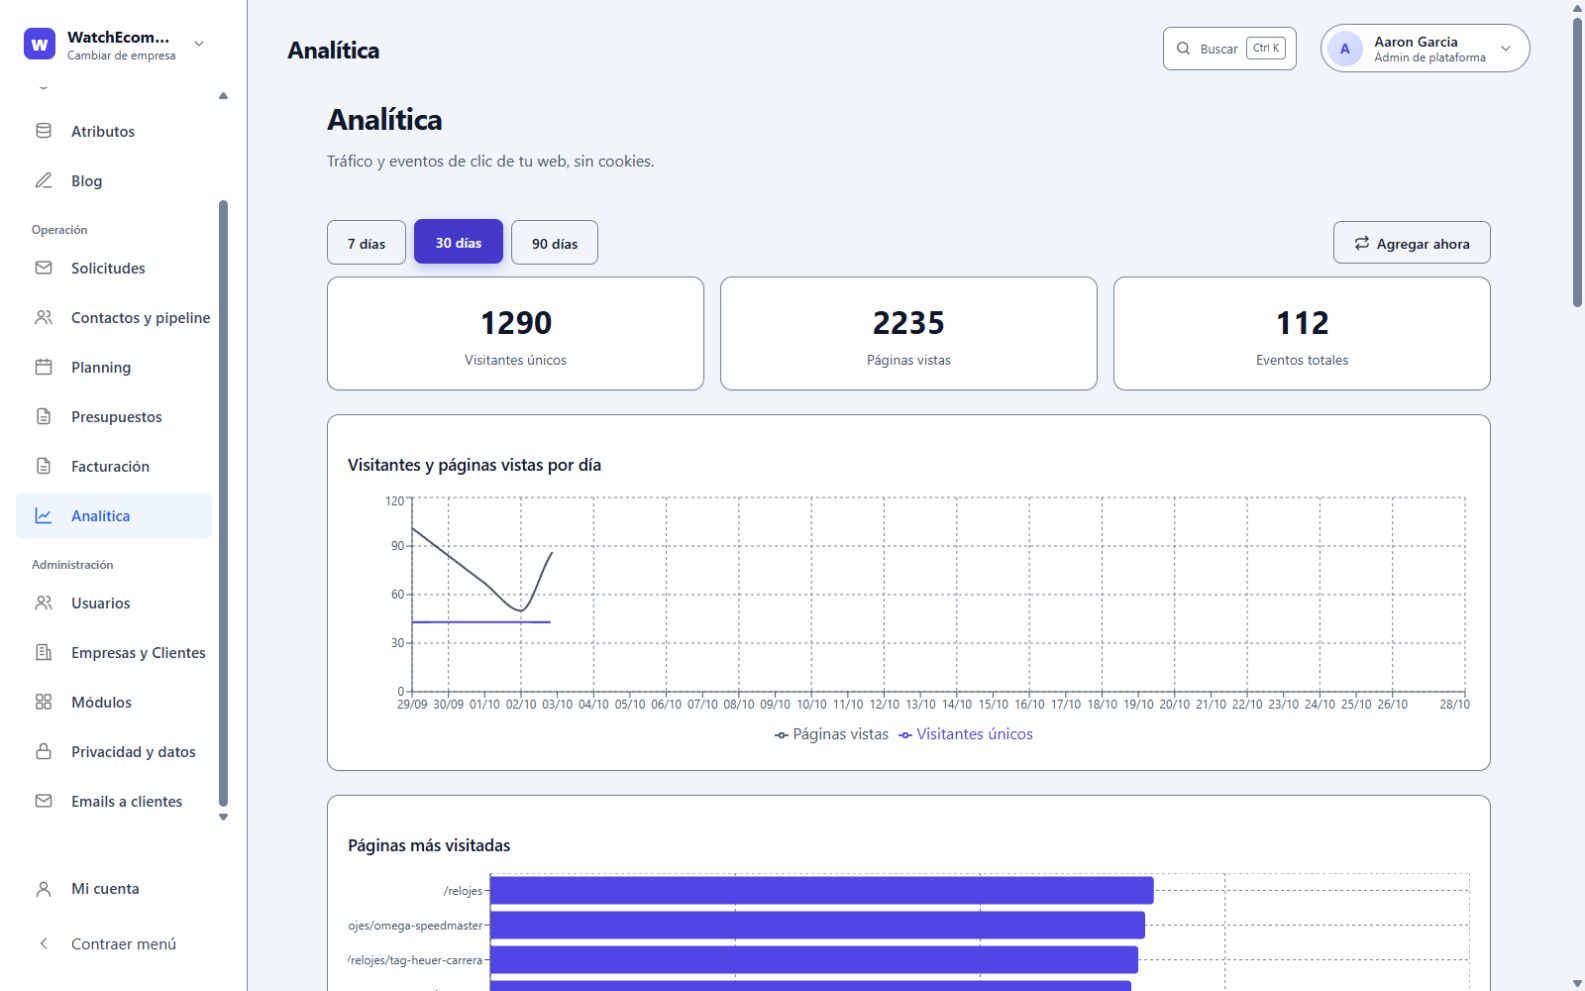 w
WatchEcom...
Cambiar de empresa
Atributos
Blog
Operación
Solicitudes
Contactos y pipeline
Planning
Presupuestos
Facturación
Analítica
Administración
Usuarios
Empresas y Clientes
Módulos
Privacidad y datos
Emails a clientes
Mi cuenta
Contraer menú
Analítica
Buscar Ctrl K
A
Aaron Garcia
Admin de plataforma
Analítica
Tráfico y eventos de clic de tu web, sin cookies.
7 días 30 días 90 días
Agregar ahora
1290
Visitantes únicos
2235
Páginas vistas
112
Eventos totales
Visitantes y páginas vistas por día
120
90
60
30
0
29/09 30/09 01/10 02/10 03/10 04/10 05/10 06/10 07/10 08/10 09/10 10/10 11/10 12/10 13/10 14/10 15/10 16/10 17/10 18/10 19/10 20/10 21/10 22/10 23/10 24/10 25/10 26/10 28/10
Páginas vistas Visitantes únicos
Páginas más visitadas
/relojes
ojes/omega-speedmaster
/relojes/tag-heuer-carrera